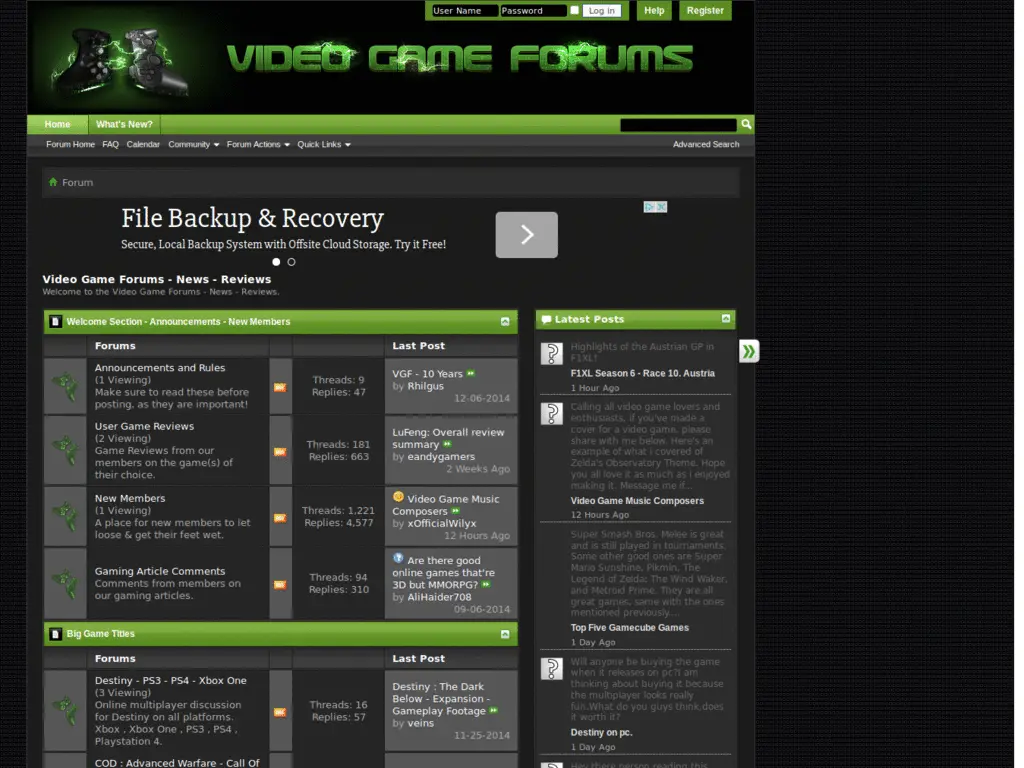 User Name Password Log in Help Register
VIDEO GAME FORUMS
Home What's New?
Forum Home FAQ Calendar Community Forum Actions Quick Links Advanced Search
Forum
File Backup & Recovery
Secure, Local Backup System with Offsite Cloud Storage. Try it Free!
Video Game Forums - News - Reviews
Welcome to the Video Game Forums - News - Reviews.
Welcome Section - Announcements - New Members
Forums Last Post
Announcements and Rules
(1 Viewing)
Make sure to read these before
posting, as they are important!
Threads: 9
Replies: 47
VGF - 10 Years
by Rhilgus
12-06-2014
User Game Reviews
(2 Viewing)
Game Reviews from our
members on the game(s) of
their choice.
Threads: 181
Replies: 663
LuFeng: Overall review
summary
by eandygamers
2 Weeks Ago
New Members
(1 Viewing)
A place for new members to let
loose & get their feet wet.
Threads: 1,221
Replies: 4,577
Video Game Music
Composers
by xOfficialWilyx
12 Hours Ago
Gaming Article Comments
Comments from members on
our gaming articles.
Threads: 94
Replies: 310
Are there good
online games that're
3D but MMORPG?
by AliHaider708
09-06-2014
Big Game Titles
Forums Last Post
Destiny - PS3 - PS4 - Xbox One
(3 Viewing)
Online multiplayer discussion
for Destiny on all platforms.
Xbox , Xbox One , PS3 , PS4 ,
Playstation 4.
Threads: 16
Replies: 57
Destiny : The Dark
Below - Expansion -
Gameplay Footage
by veins
11-25-2014
COD : Advanced Warfare - Call Of
Latest Posts
Highlights of the Austrian GP in
F1XL!
F1XL Season 6 - Race 10. Austria
1 Hour Ago
Calling all video game lovers and
enthusiasts, if you've made a
cover for a video game, please
share with me below. Here's an
example of what i covered of
Zelda's Observatory Theme. Hope
you all love it as much as i enjoyed
making it. Message me if...
Video Game Music Composers
12 Hours Ago
Super Smash Bros. Melee is great
and is still played in tournaments.
Some other good ones are Super
Mario Sunshine, Pikmin, The
Legend of Zelda: The Wind Waker,
and Metroid Prime. They are all
great games, same with the ones
mentioned previously...
Top Five Gamecube Games
1 Day Ago
Will anyone be buying the game
when it releases on pc?I am
thinking about buying it because
the multiplayer looks really
fun.What do you guys think,does
it worth it?
Destiny on pc.
1 Day Ago
Hey there person reading this